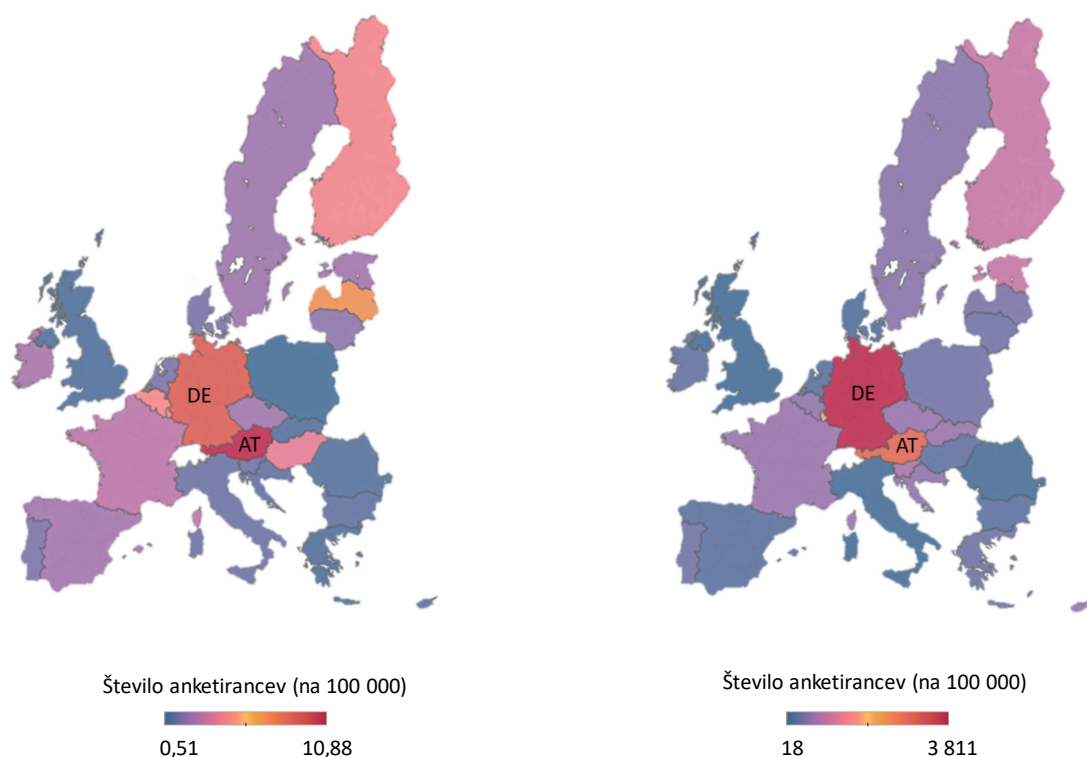 DE
AT
Število anketirancev (na 100 000)
0,51 10,88
DE
AT
Število anketirancev (na 100 000)
18 3 811